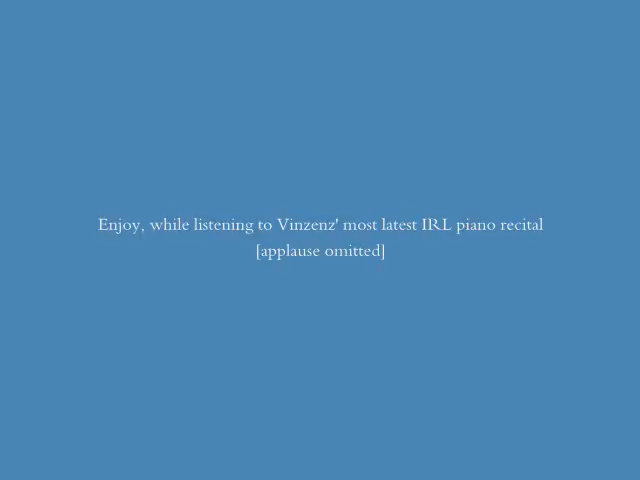 Enjoy, while listening to Vinzenz' most latest IRL piano recital
[applause omitted]